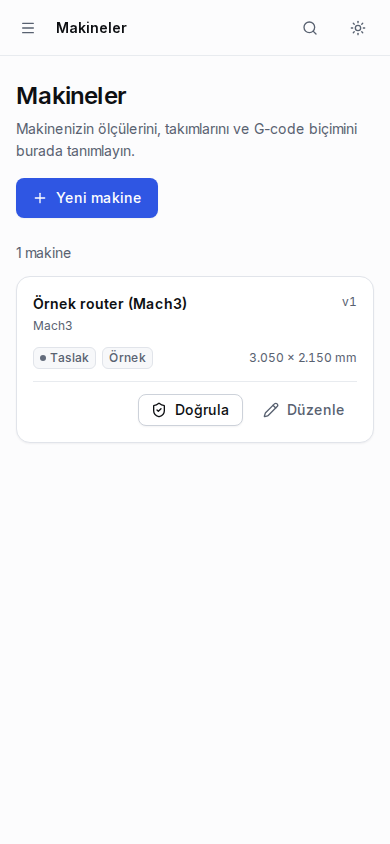 Makineler
Makineler
Makinenizin ölçülerini, takımlarını ve G-code biçimini
burada tanımlayın.
Yeni makine
1 makine
Örnek router (Mach3)
v1
Mach3
Taslak
Örnek
3.050 × 2.150 mm
Doğrula
Düzenle